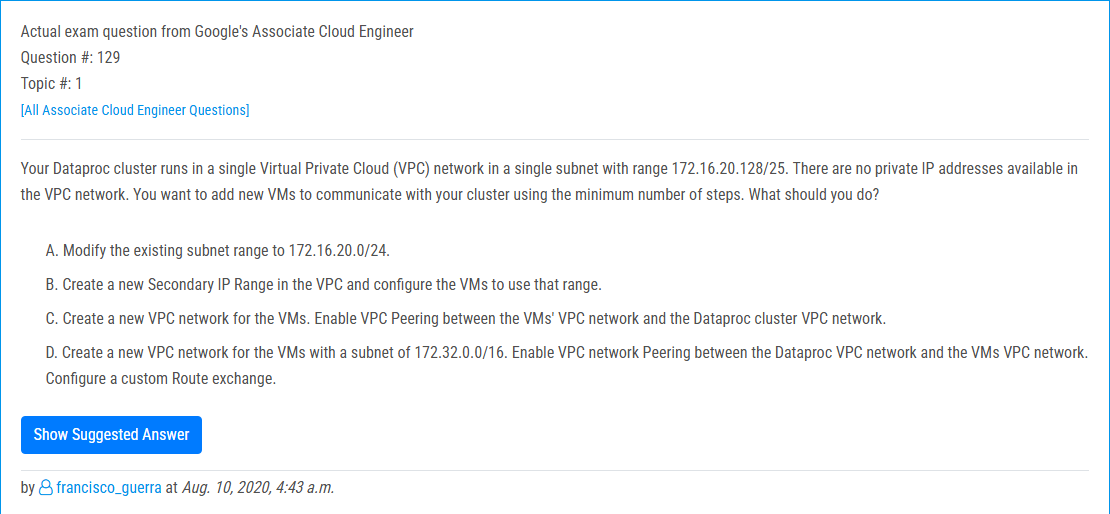 Actual exam question from Google's Associate Cloud Engineer
Question #: 129
Topic #: 1
[All Associate Cloud Engineer Questions]
Your Dataproc cluster runs in a single Virtual Private Cloud (VPC) network in a single subnet with range 172.16.20.128/25. There are no private IP addresses available in
the VPC network. You want to add new VMs to communicate with your cluster using the minimum number of steps. What should you do?
A. Modify the existing subnet range to 172.16.20.0/24.
B. Create a new Secondary IP Range in the VPC and configure the VMs to use that range.
C. Create a new VPC network for the VMs. Enable VPC Peering between the VMs' VPC network and the Dataproc cluster VPC network.
D. Create a new VPC network for the VMs with a subnet of 172.32.0.0/16. Enable VPC network Peering between the Dataproc VPC network and the VMs VPC network.
Configure a custom Route exchange.
Show Suggested Answer
by francisco_guerra at Aug. 10, 2020, 4:43 a.m.